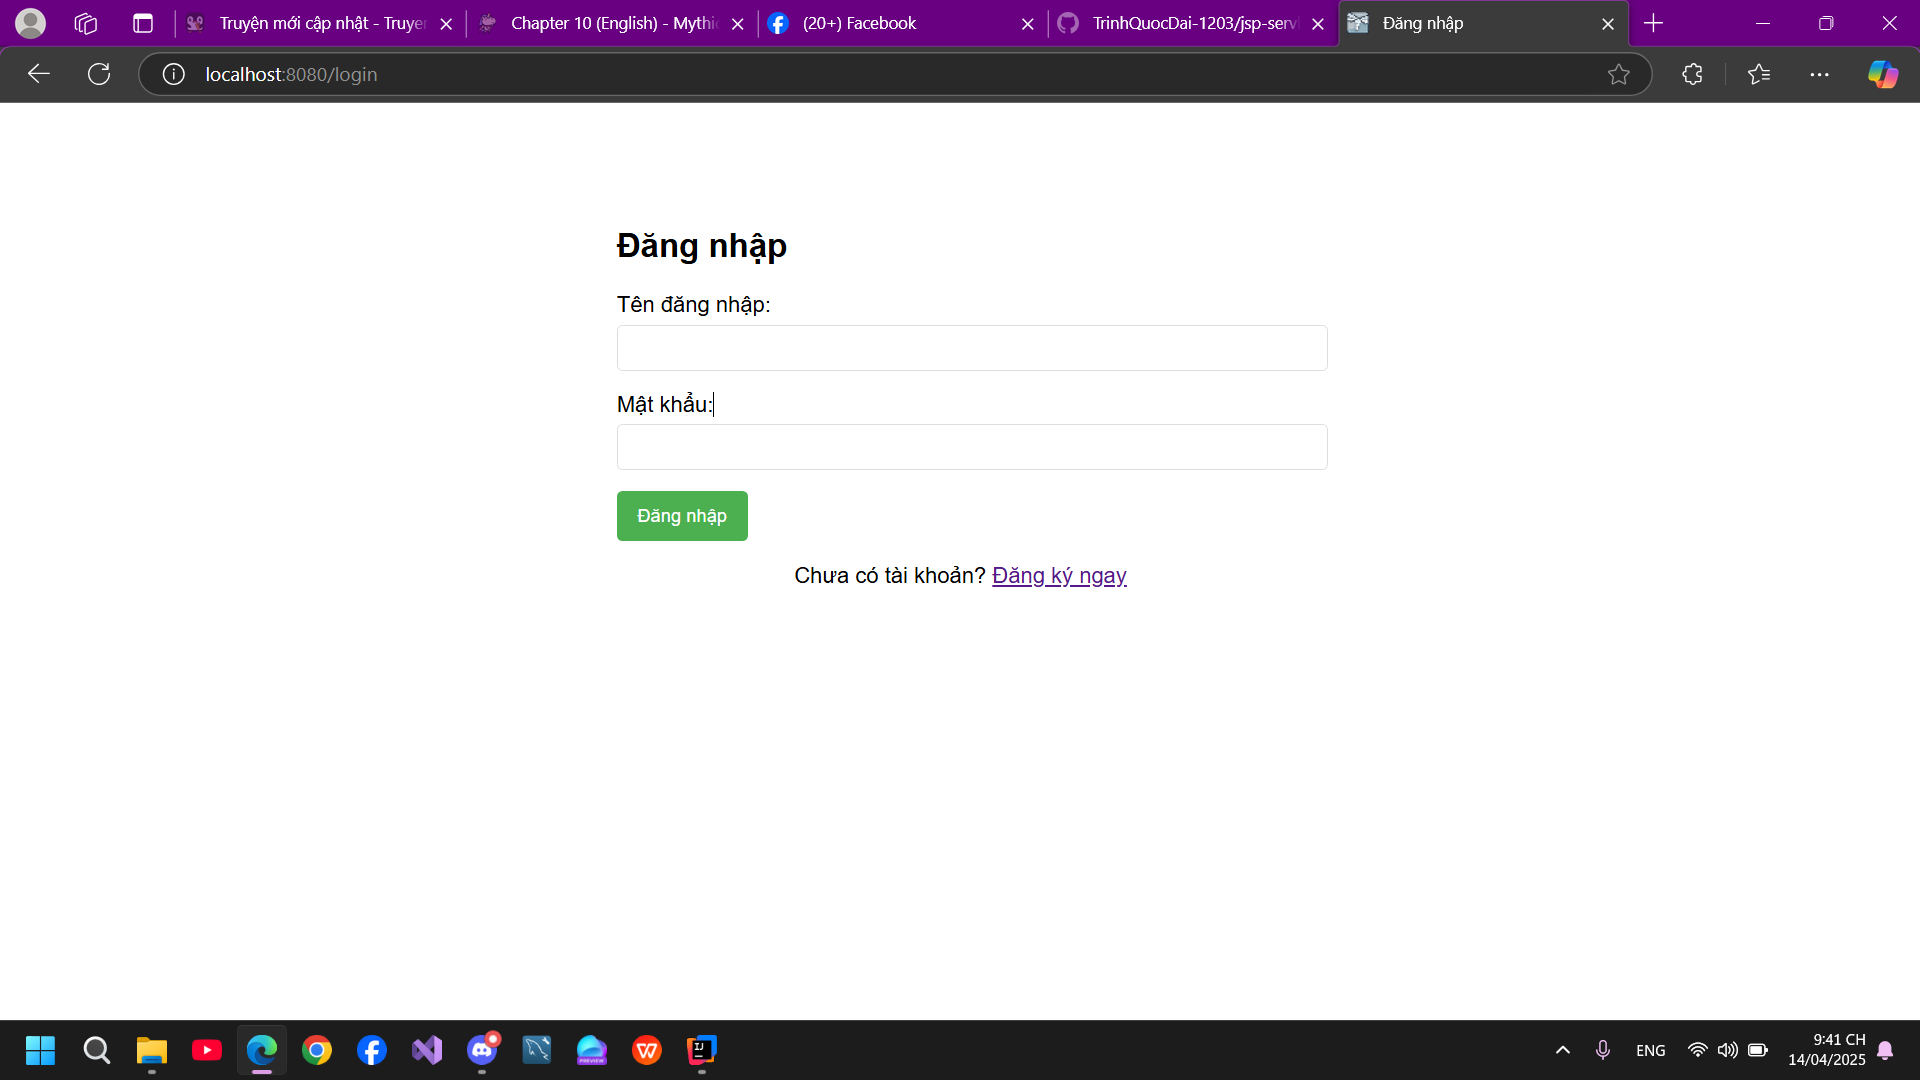 Truyện mới cập nhật - Truyer
Chapter 10 (English) - Mythic
(20+) Facebook
TrinhQuocDai-1203/jsp-servl
Đăng nhập
localhost:8080/login
Đăng nhập
Tên đăng nhập:
Mật khẩu:
Đăng nhập
Chưa có tài khoản? Đăng ký ngay
PREVIEW
ENG
9:41 CH
14/04/2025